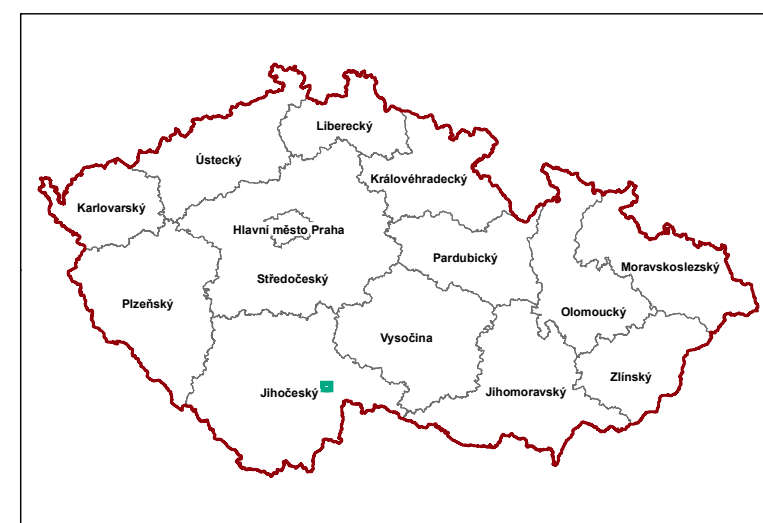 Liberecký
Ústecký
Královéhradecký
Karlovarský
Hlavní město Praha
Pardubický
Moravskoslezský
Středočeský
Plzeňský
Olomoucký
Vysočina
Zlínský
Jihočeský
Jihomoravský